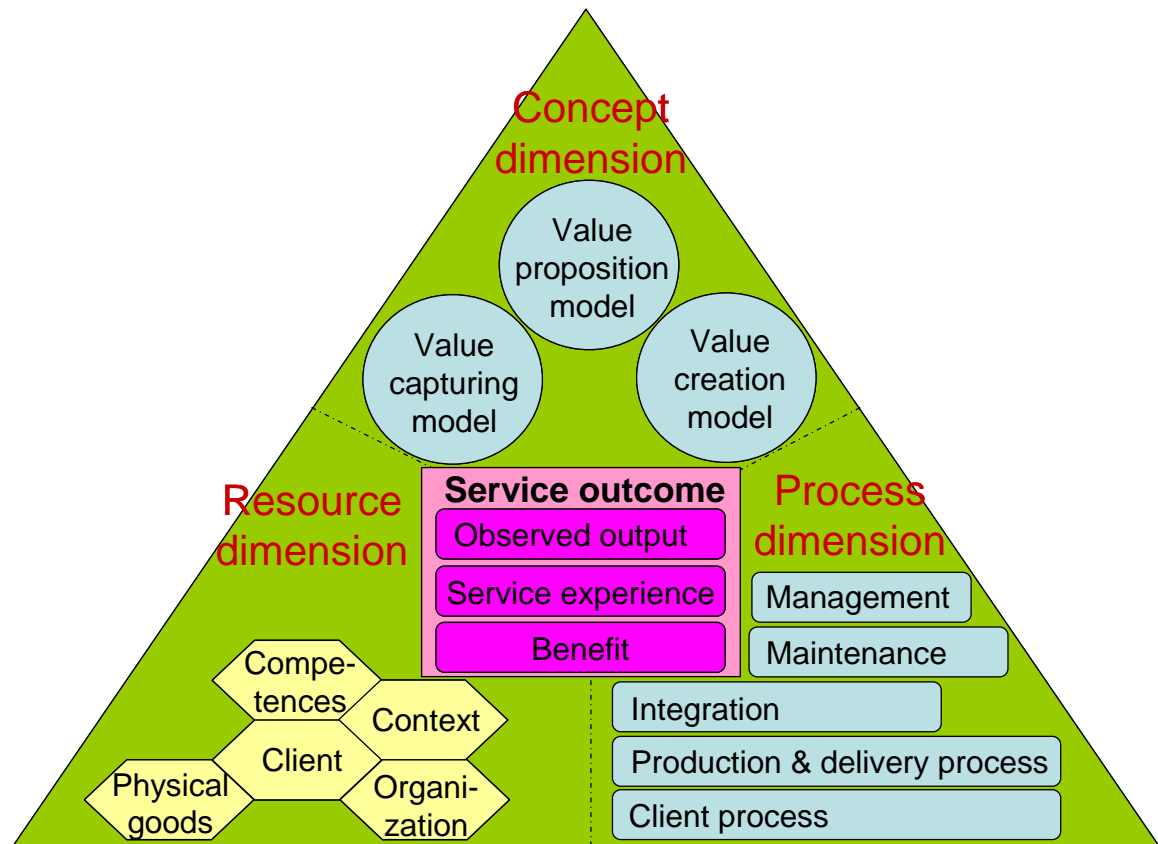 Concept
dimension
Value
proposition
model
Value
capturing
model
Value
creation
model
Resource
dimension
Service outcome
Observed output
Service experience
Benefit
Process
dimension
Management
Maintenance
Integration
Production & delivery process
Client process
Compe-
tences
Context
Client
Physical
goods
Organi-
zation